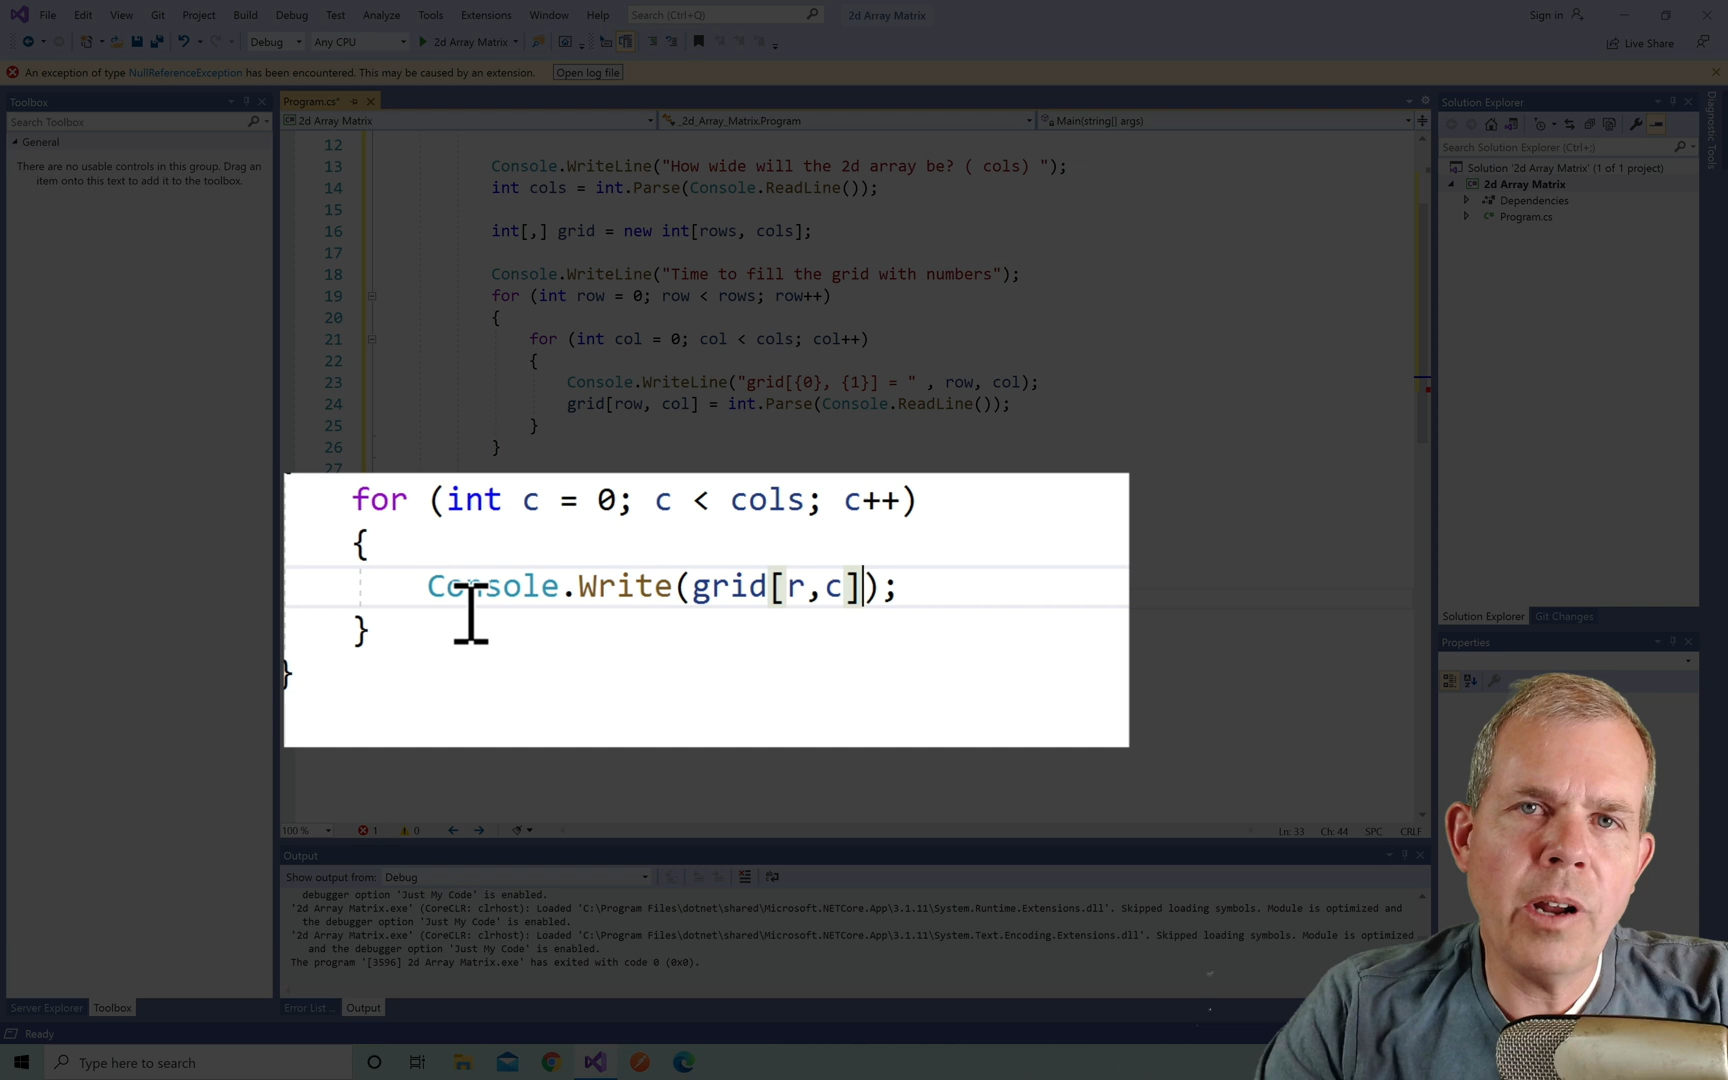 File Edit View Git Project Build Debug Test Analyze Tools Extensions Window Help Search (Ctrl+Q) 2d Array Matrix Sign in
Debug Any CPU 2d Array Matrix Live Share
An exception of type NullReferenceException has been encountered. This may be caused by an extension. Open log file
Toolbox
Search Toolbox
General
There are no usable controls in this group. Drag an
item onto this text to add it to the toolbox.
Program.cs*
2d Array Matrix _2d_Array_Matrix.Program Main(string[] args)
12
13 Console.WriteLine("How wide will the 2d array be? ( cols) ");
14 int cols = int.Parse(Console.ReadLine());
15
16 int[,] grid = new int[rows, cols];
17
18 Console.WriteLine("Time to fill the grid with numbers");
19 for (int row = 0; row < rows; row++)
20 {
21 for (int col = 0; col < cols; col++)
22 {
23 Console.WriteLine("grid[{0}, {1}] = " , row, col);
24 grid[row, col] = int.Parse(Console.ReadLine());
25 }
26 }
27
for (int c = 0; c < cols; c++)
{
Console.Write(grid[r,c]);
}
}
100 % 1 0 Ln: 33 Ch: 44 SPC CRLF
Output
Show output from: Debug
debugger option 'Just My Code' is enabled.
'2d Array Matrix.exe' (CoreCLR: clrhost): Loaded 'C:\Program Files\dotnet\shared\Microsoft.NETCore.App\3.1.11\System.Runtime.Extensions.dll'. Skipped loading symbols. Module is optimized and
the debugger option 'Just My Code' is enabled.
'2d Array Matrix.exe' (CoreCLR: clrhost): Loaded 'C:\Program Files\dotnet\shared\Microsoft.NETCore.App\3.1.11\System.Text.Encoding.Extensions.dll'. Skipped loading symbols. Module is optimized
and the debugger option 'Just My Code' is enabled.
The program '[3596] 2d Array Matrix.exe' has exited with code 0 (0x0).
Server Explorer Toolbox Error List ... Output
Ready
Type here to search
Solution Explorer
Search Solution Explorer (Ctrl+;)
Solution '2d Array Matrix' (1 of 1 project)
2d Array Matrix
Dependencies
Program.cs
Solution Explorer Git Changes
Properties
Diagnostic Tools